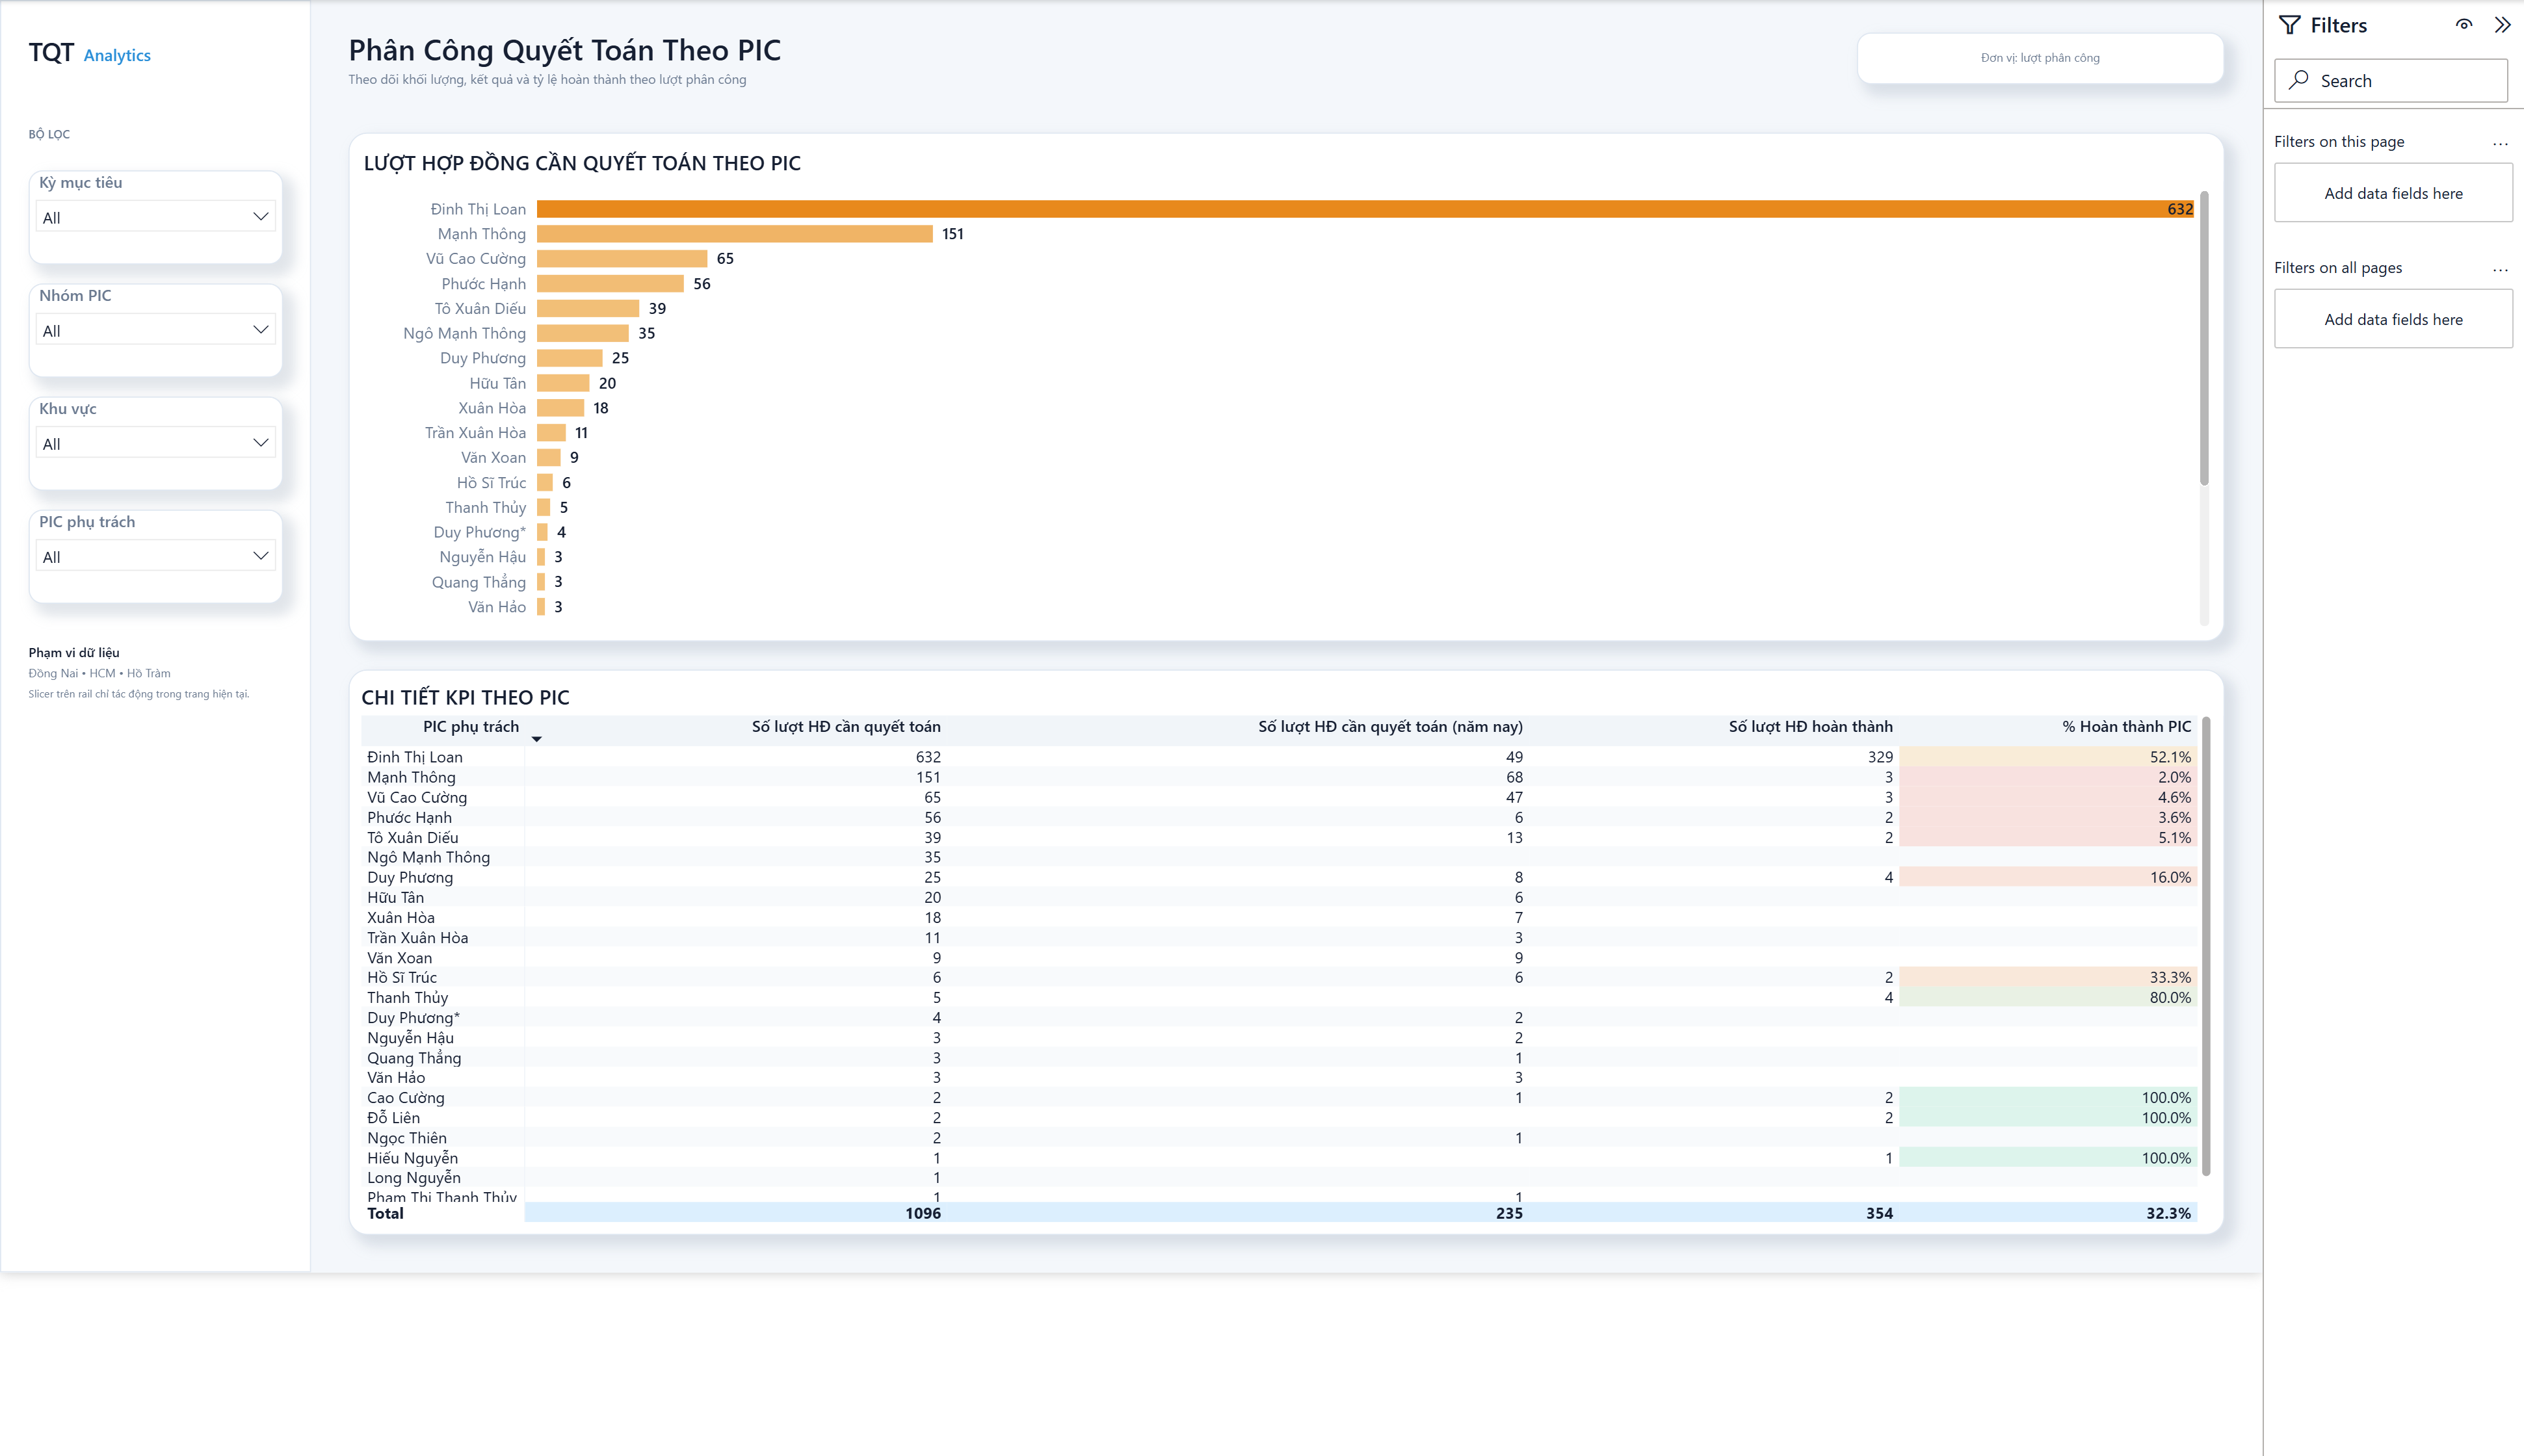 TQT Analytics
BỘ LỌC
Kỳ mục tiêu
All
Nhóm PIC
All
Khu vực
All
PIC phụ trách
All
Phạm vi dữ liệu
Đồng Nai • HCM • Hồ Tràm
Slicer trên rail chỉ tác động trong trang hiện tại.
Phân Công Quyết Toán Theo PIC
Theo dõi khối lượng, kết quả và tỷ lệ hoàn thành theo lượt phân công
Đơn vị: lượt phân công
LƯỢT HỢP ĐỒNG CẦN QUYẾT TOÁN THEO PIC
Đinh Thị Loan 632
Mạnh Thông 151
Vũ Cao Cường 65
Phước Hạnh 56
Tô Xuân Diếu 39
Ngô Mạnh Thông 35
Duy Phương 25
Hữu Tân 20
Xuân Hòa 18
Trần Xuân Hòa 11
Văn Xoan 9
Hồ Sĩ Trúc 6
Thanh Thủy 5
Duy Phương* 4
Nguyễn Hậu 3
Quang Thẳng 3
Văn Hảo 3
CHI TIẾT KPI THEO PIC
PIC phụ trách Số lượt HĐ cần quyết toán Số lượt HĐ cần quyết toán (năm nay) Số lượt HĐ hoàn thành % Hoàn thành PIC
Đinh Thị Loan 632 49 329 52.1%
Mạnh Thông 151 68 3 2.0%
Vũ Cao Cường 65 47 3 4.6%
Phước Hạnh 56 6 2 3.6%
Tô Xuân Diếu 39 13 2 5.1%
Ngô Mạnh Thông 35
Duy Phương 25 8 4 16.0%
Hữu Tân 20 6
Xuân Hòa 18 7
Trần Xuân Hòa 11 3
Văn Xoan 9 9
Hồ Sĩ Trúc 6 6 2 33.3%
Thanh Thủy 5 4 80.0%
Duy Phương* 4 2
Nguyễn Hậu 3 2
Quang Thẳng 3 1
Văn Hảo 3 3
Cao Cường 2 1 2 100.0%
Đỗ Liên 2 2 100.0%
Ngọc Thiên 2 1
Hiếu Nguyễn 1 1 100.0%
Long Nguyễn 1
Phạm Thị Thanh Thủy 1 1
Total 1096 235 354 32.3%
Filters
Search
Filters on this page ...
Add data fields here
Filters on all pages ...
Add data fields here